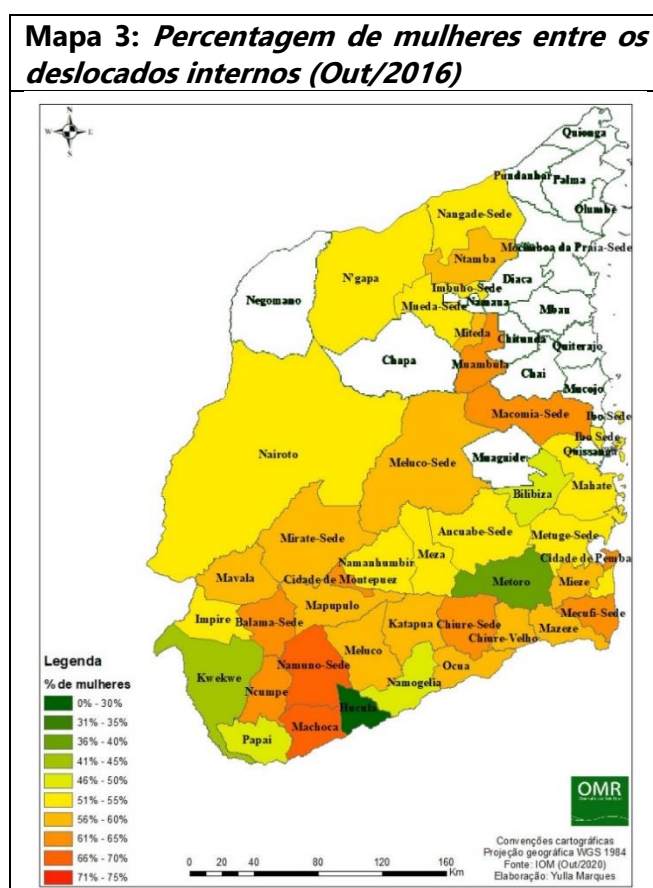 Mapa 3: Percentagem de mulheres entre os
deslocados internos (Out/2016)
N
W
E
S
Quionga
Pundanhar
Palma
Olumbe
Nangade-Sede
Mocimboa da Praia-Sede
Ntamba
Diaca
N'gapa
Imbuho-Sede
Negomano
Namaua
Mueda-Sede
Mbau
Miteda
Chitunda
Quiterajo
Chapa
Muambula
Chai
Mucojo
Macomia-Sede
Ibo Sede
Ibo Sede
Nairoto
Meluco-Sede
Muaguide
Quissanga
Bilibiza
Mahate
Mirate-Sede
Ancuabe-Sede
Metuge-Sede
Namanhumbir
Meza
Cidade de Pemba
Mavala
Cidade de Montepuez
Metoro
Mieze
Mapupulo
Mecufi-Sede
Impire
Balama-Sede
Katapua
Chiure-Sede
Mazeze
Chiure-Velho
Meluco
Namuno-Sede
Ocua
Kwekwe
Ncumpe
Namogelia
Hucula
Machoca
Papai
Legenda
% de mulheres
0% - 30%
31% - 35%
36% - 40%
41% - 45%
46% - 50%
51% - 55%
56% - 60%
61% - 65%
66% - 70%
71% - 75%
OMR
Convenções cartográficas
Projeção geográfica WGS 1984
Fonte: IOM (Out/2020)
Elaboração: Yulla Marques
0 20 40 80 120 160
Km